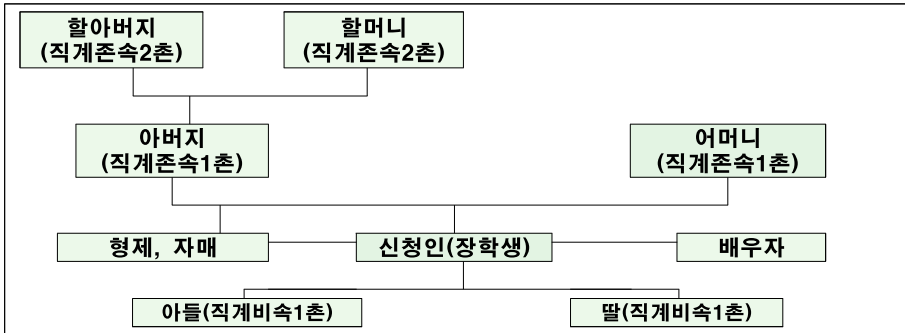 할아버지
(직계존속2촌)
할머니
(직계존속2촌)
아버지
(직계존속1촌)
어머니
(직계존속1촌)
형제, 자매
신청인(장학생)
배우자
아들(직계비속1촌)
딸(직계비속1촌)